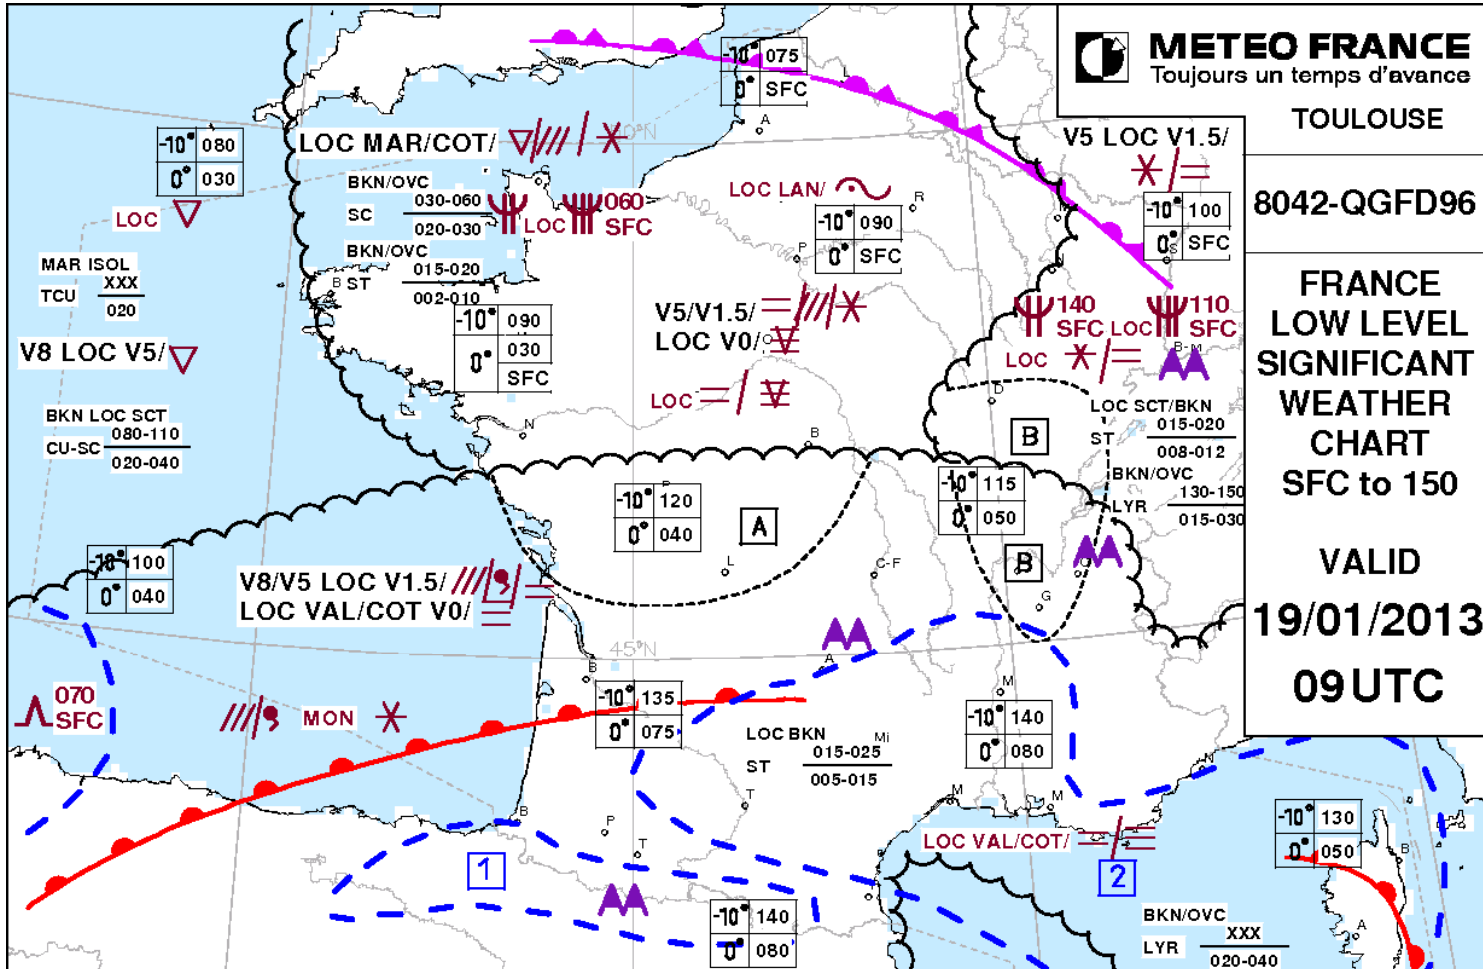 METEO FRANCE
Toujours un temps d'avance
TOULOUSE
8042-QGFD96
FRANCE
LOW LEVEL
SIGNIFICANT
WEATHER
CHART
SFC to 150
VALID
19/01/2013
09 UTC
-10° 075
0° SFC
L
A
50°N
-10° 080
0° 030
LOC MAR/COT/
LOC
BKN/OVC
SC 030-060
020-030
LOC 060
SFC
BKN/OVC
ST 015-020
002-010
B
MAR ISOL
TCU XXX
020
V8 LOC V5/
BKN LOC SCT
CU-SC 080-110
020-040
-10° 090
0° 030
SFC
LOC LAN/
R
-10° 090
0° SFC
P
V5/V1.5/
LOC V0/
LOC
V5 LOC V1.5/
-10° 100
0° SFC
M
S
140
SFC LOC 110
SFC
LOC
B-M
D
B
LOC SCT/BKN
ST 015-020
008-012
BKN/OVC
LYR 130-150
015-030
N
B
P
-10° 120
0° 040
A
L
C-F
-10° 115
0° 050
B
G
-10° 100
0° 040
V8/V5 LOC V1.5/
LOC VAL/COT V0/
45°N
B
A
070
SFC
MON
-10° 135
0° 075
LOC BKN
ST 015-025
005-015
Mi
M
-10° 140
0° 080
T
M
M
B
P
T
1
LOC VAL/COT/
2
-10° 130
0° 050
B
-10° 140
0° 080
BKN/OVC
LYR XXX
020-040
A